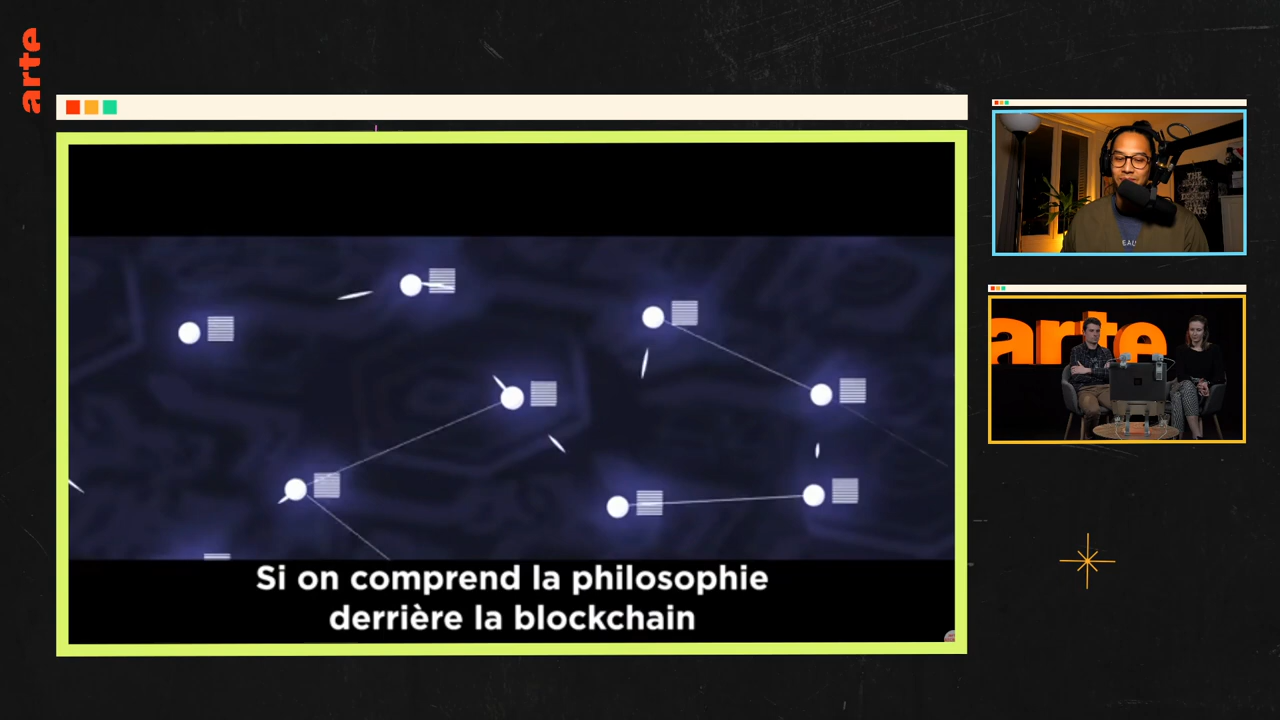 arte
Si on comprend la philosophie
derrière la blockchain
arte